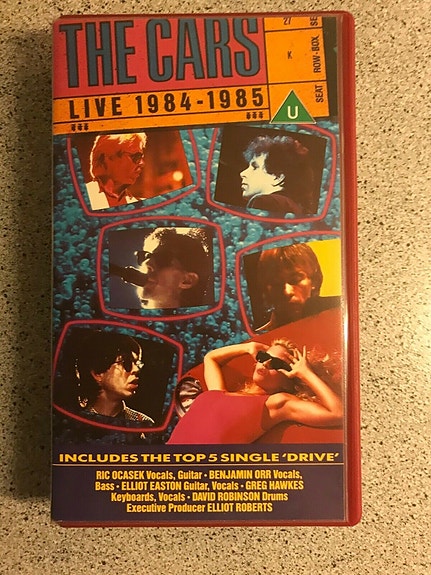 THE CARS
LIVE 1984-1985
27
K
SEAT ROW-BOX SE
U
INCLUDES THE TOP 5 SINGLE 'DRIVE'
RIC OCASEK Vocals, Guitar • BENJAMIN ORR Vocals,
Bass • ELLIOT EASTON Guitar, Vocals • GREG HAWKES
Keyboards, Vocals • DAVID ROBINSON Drums
Executive Producer ELLIOT ROBERTS